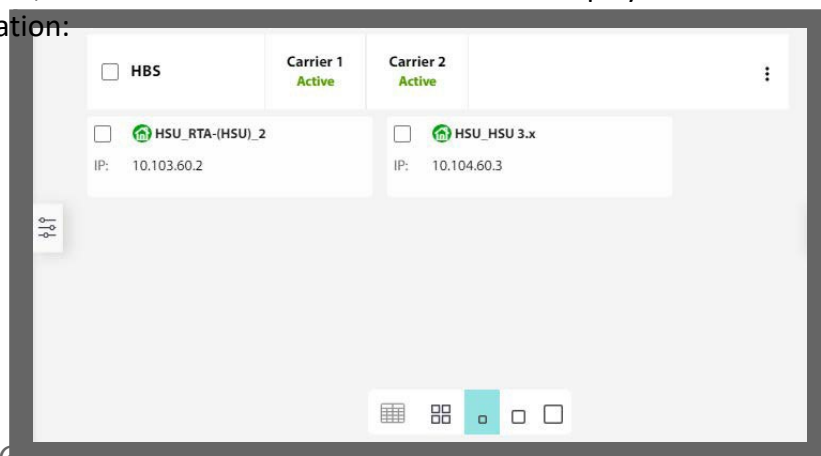 ation:
HBS
Carrier 1
Active
Carrier 2
Active
HSU_RTA-(HSU)_2
IP: 10.103.60.2
HSU_HSU 3.x
IP: 10.104.60.3